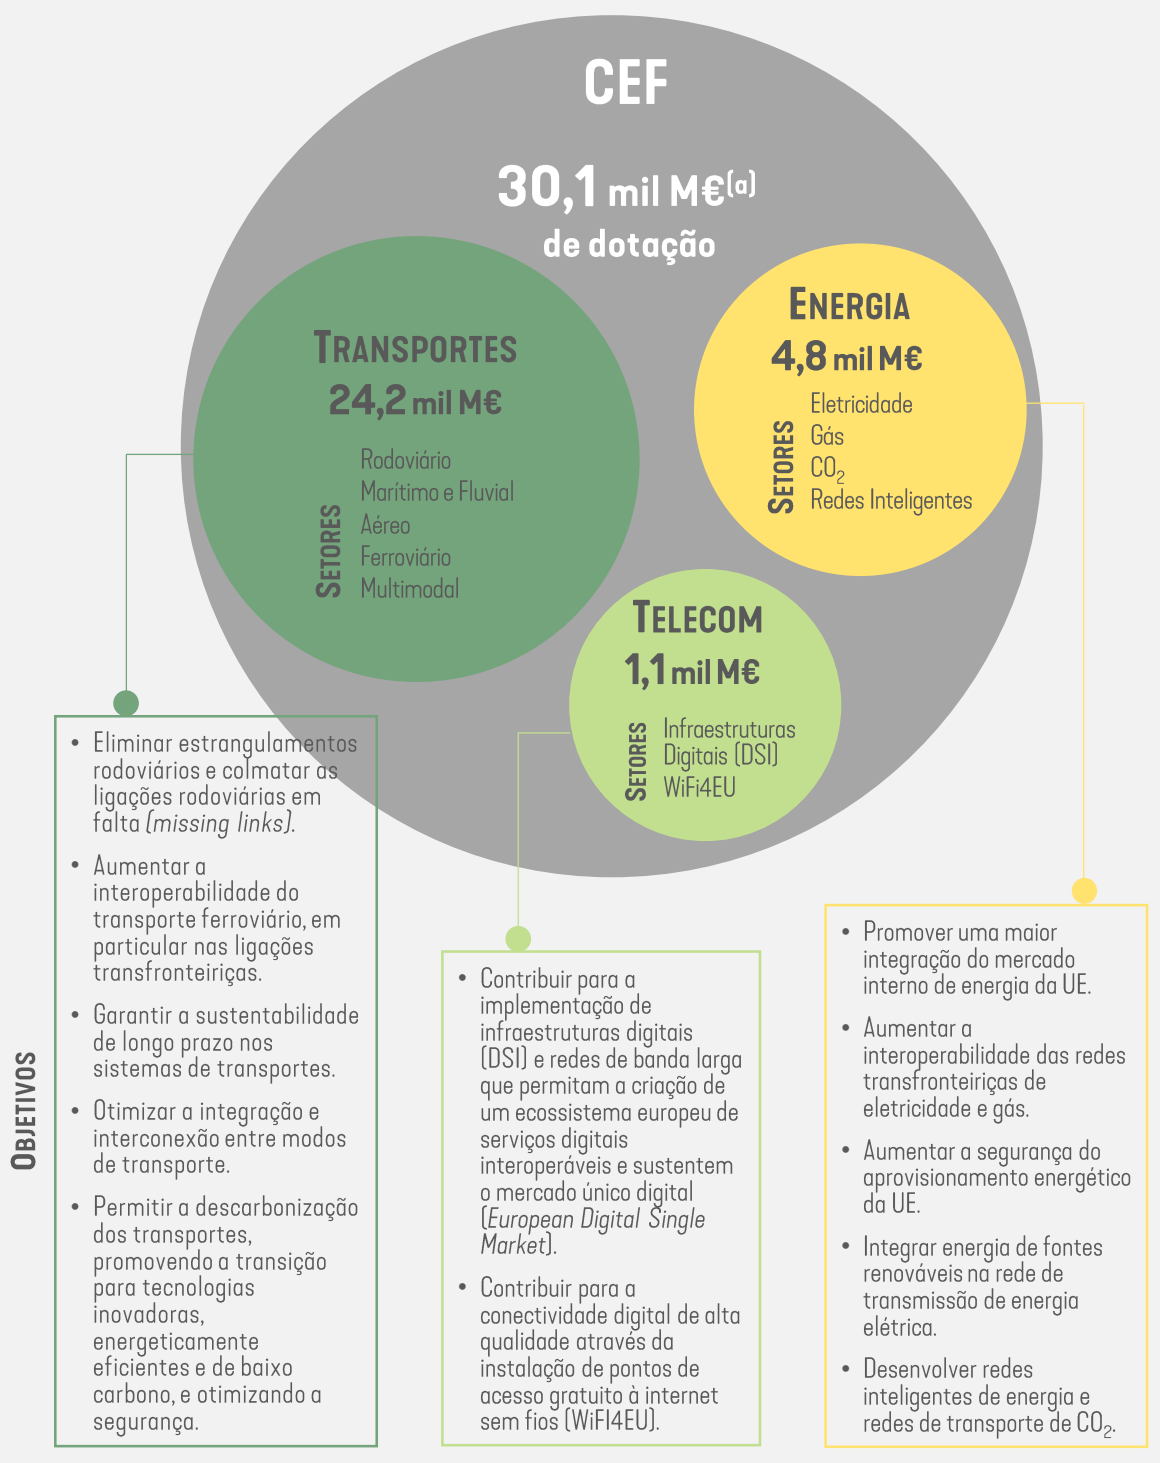 CEF
30,1 mil M€(a)
de dotação
TRANSPORTES
24,2 mil M€
SETORES
Rodoviário
Marítimo e Fluvial
Aéreo
Ferroviário
Multimodal
ENERGIA
4,8 mil M€
SETORES
Eletricidade
Gás
CO₂
Redes Inteligentes
TELECOM
1,1 mil M€
SETORES
Infraestruturas
Digitais (DSI)
WiFi4EU
OBJETIVOS
• Eliminar estrangulamentos
rodoviários e colmatar as
ligações rodoviárias em
falta (missing links).
• Aumentar a
interoperabilidade do
transporte ferroviário, em
particular nas ligações
transfronteiriças.
• Garantir a sustentabilidade
de longo prazo nos
sistemas de transportes.
• Otimizar a integração e
interconexão entre modos
de transporte.
• Permitir a descarbonização
dos transportes,
promovendo a transição
para tecnologias
inovadoras,
energeticamente
eficientes e de baixo
carbono, e otimizando a
segurança.
• Contribuir para a
implementação de
infraestruturas digitais
(DSI) e redes de banda larga
que permitam a criação de
um ecossistema europeu de
serviços digitais
interoperáveis e sustentem
o mercado único digital
(European Digital Single
Market).
• Contribuir para a
conectividade digital de alta
qualidade através da
instalação de pontos de
acesso gratuito à internet
sem fios (WiFI4EU).
• Promover uma maior
integração do mercado
interno de energia da UE.
• Aumentar a
interoperabilidade das redes
transfronteiriças de
eletricidade e gás.
• Aumentar a segurança do
aprovisionamento energético
da UE.
• Integrar energia de fontes
renováveis na rede de
transmissão de energia
elétrica.
• Desenvolver redes
inteligentes de energia e
redes de transporte de CO₂.